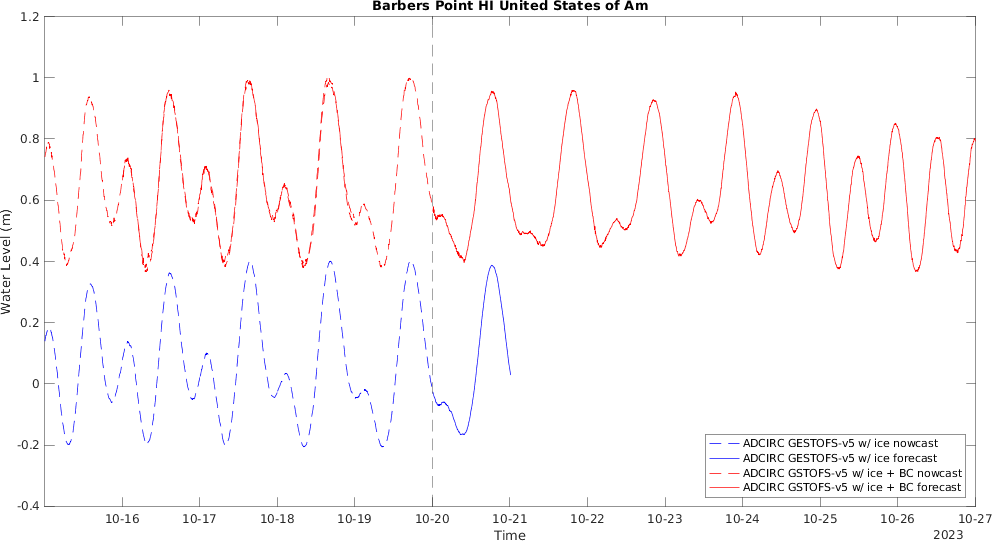 Barbers Point HI United States of Am
Water Level (m)
1.2
1
0.8
0.6
0.4
0.2
0
-0.2
-0.4
ADCIRC GESTOFS-v5 w/ ice nowcast
ADCIRC GESTOFS-v5 w/ ice forecast
ADCIRC GSTOFS-v5 w/ ice + BC nowcast
ADCIRC GSTOFS-v5 w/ ice + BC forecast
10-16 10-17 10-18 10-19 10-20 10-21 10-22 10-23 10-24 10-25 10-26 10-27
Time
2023